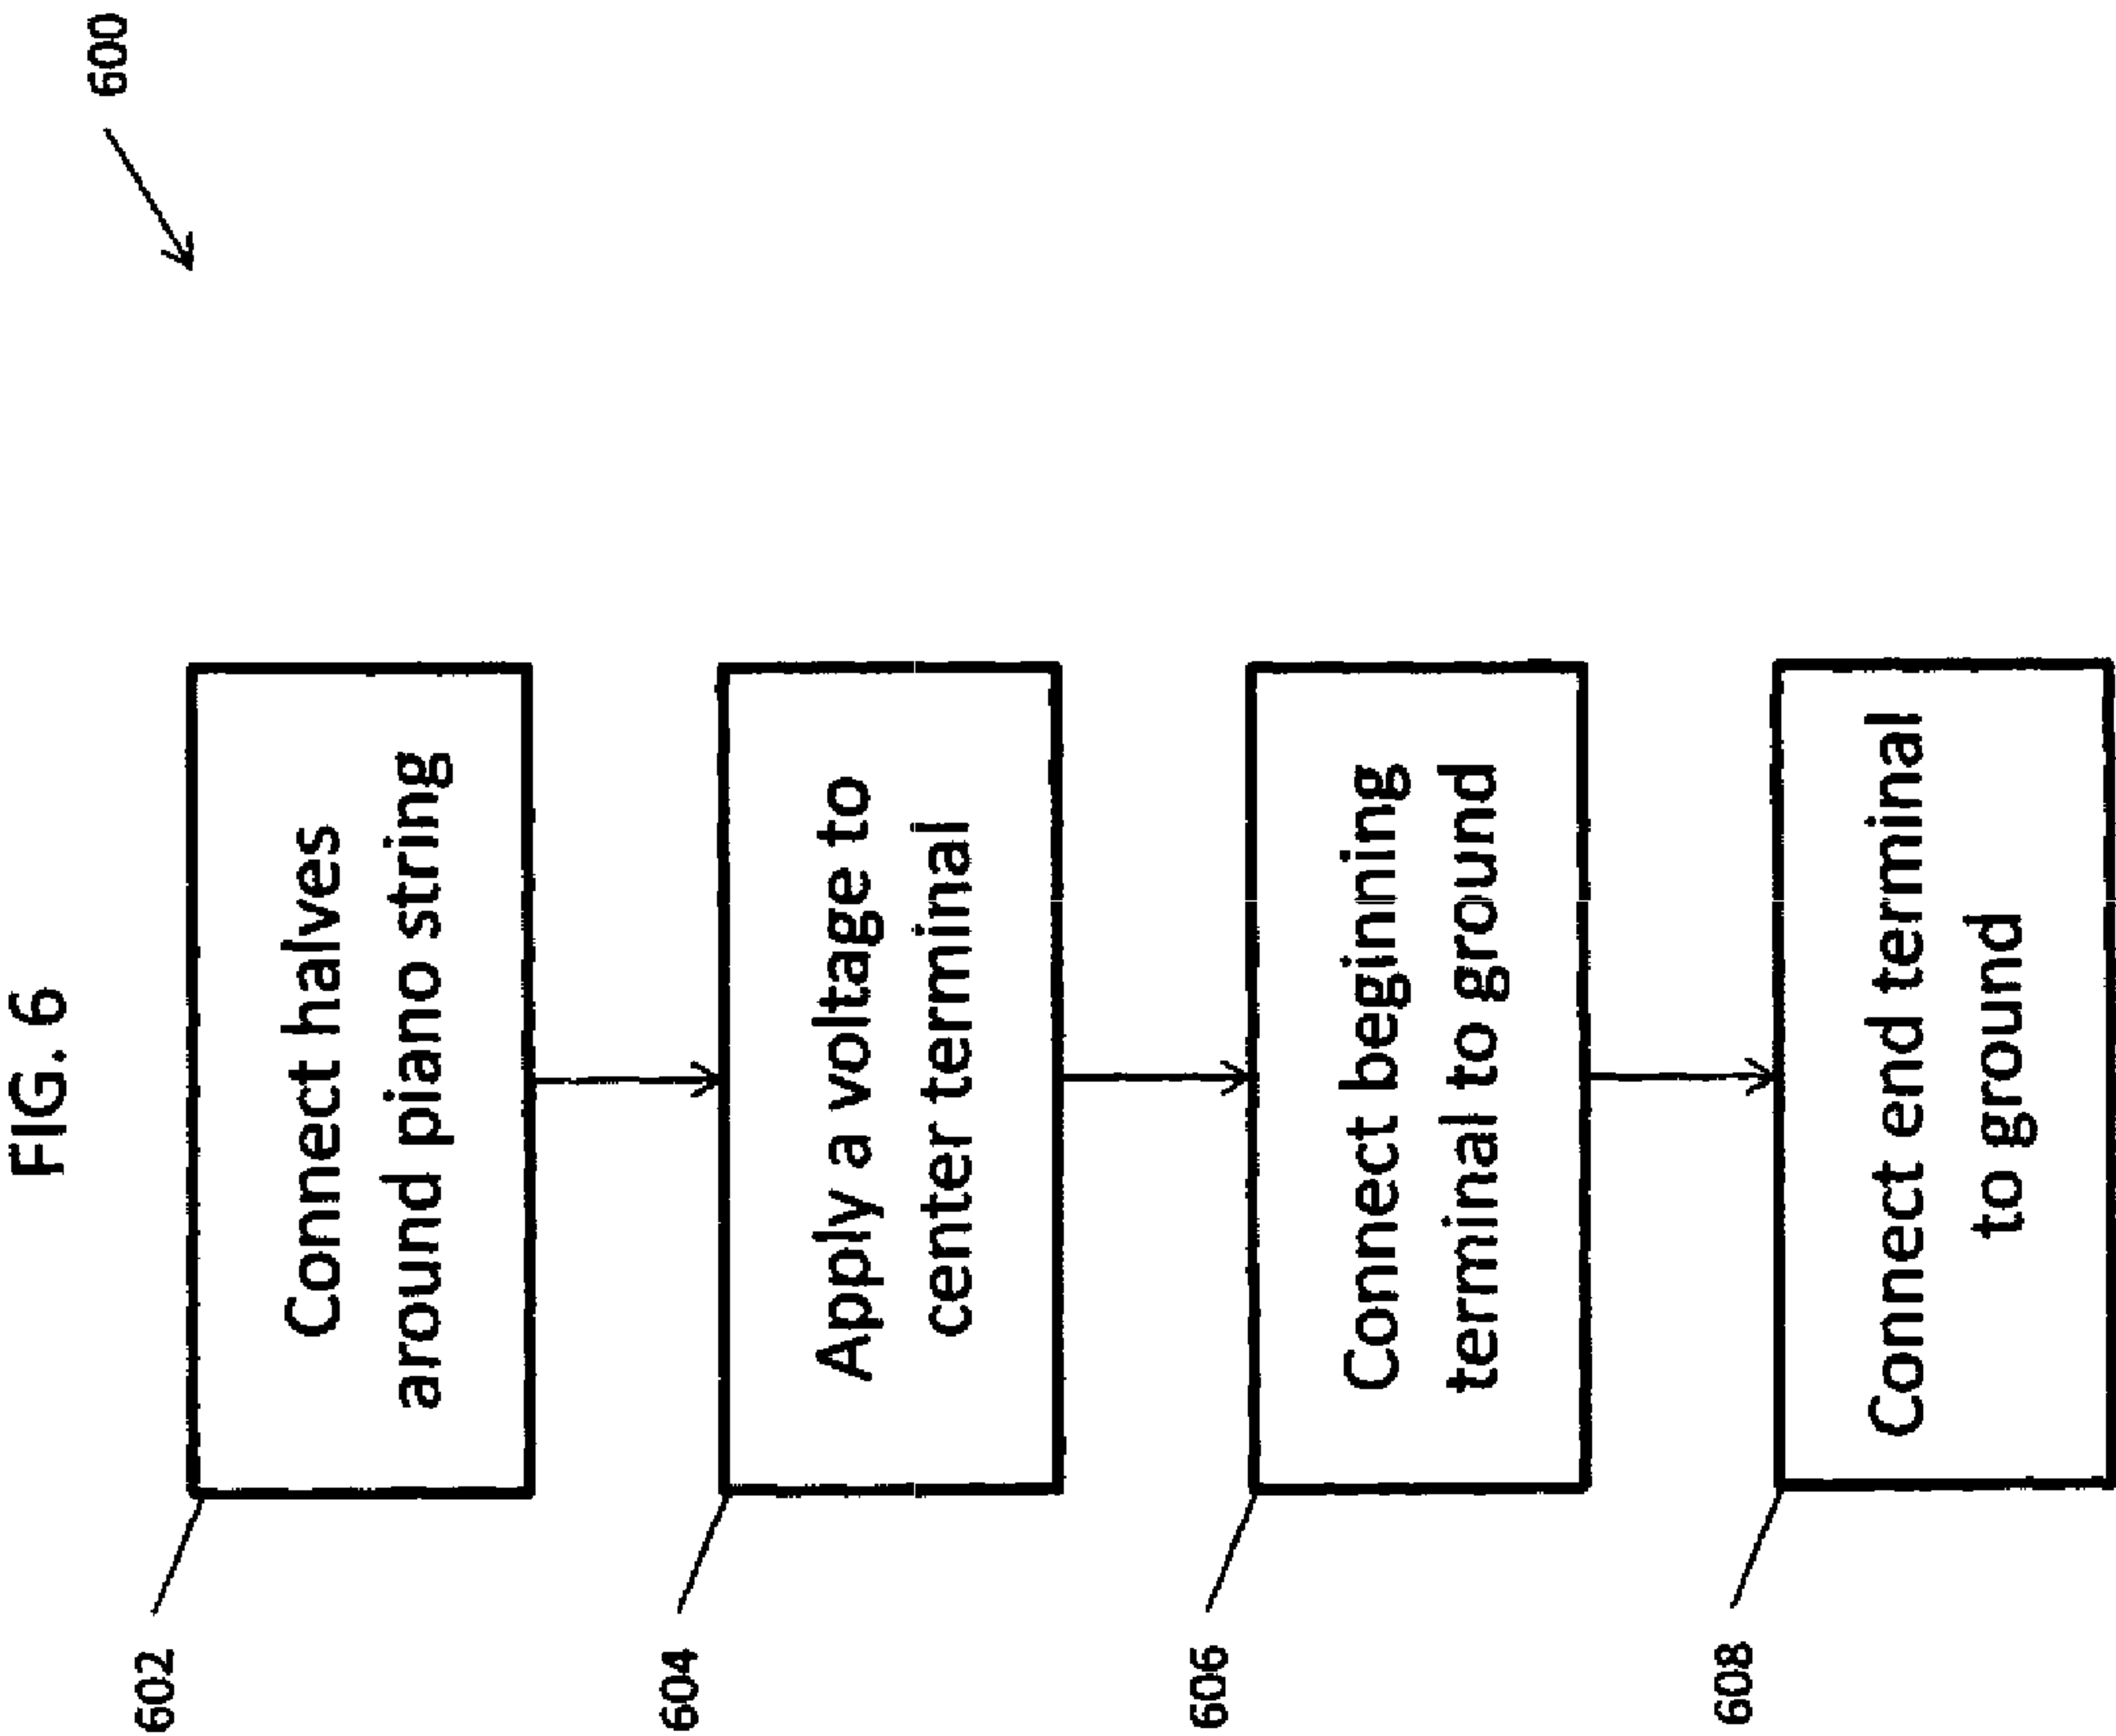 FIG. 6
600
602
Connect halves
around piano string
604
Apply a voltage to
center terminal
606
Connect beginning
terminal to ground
608
Connect end terminal
to ground